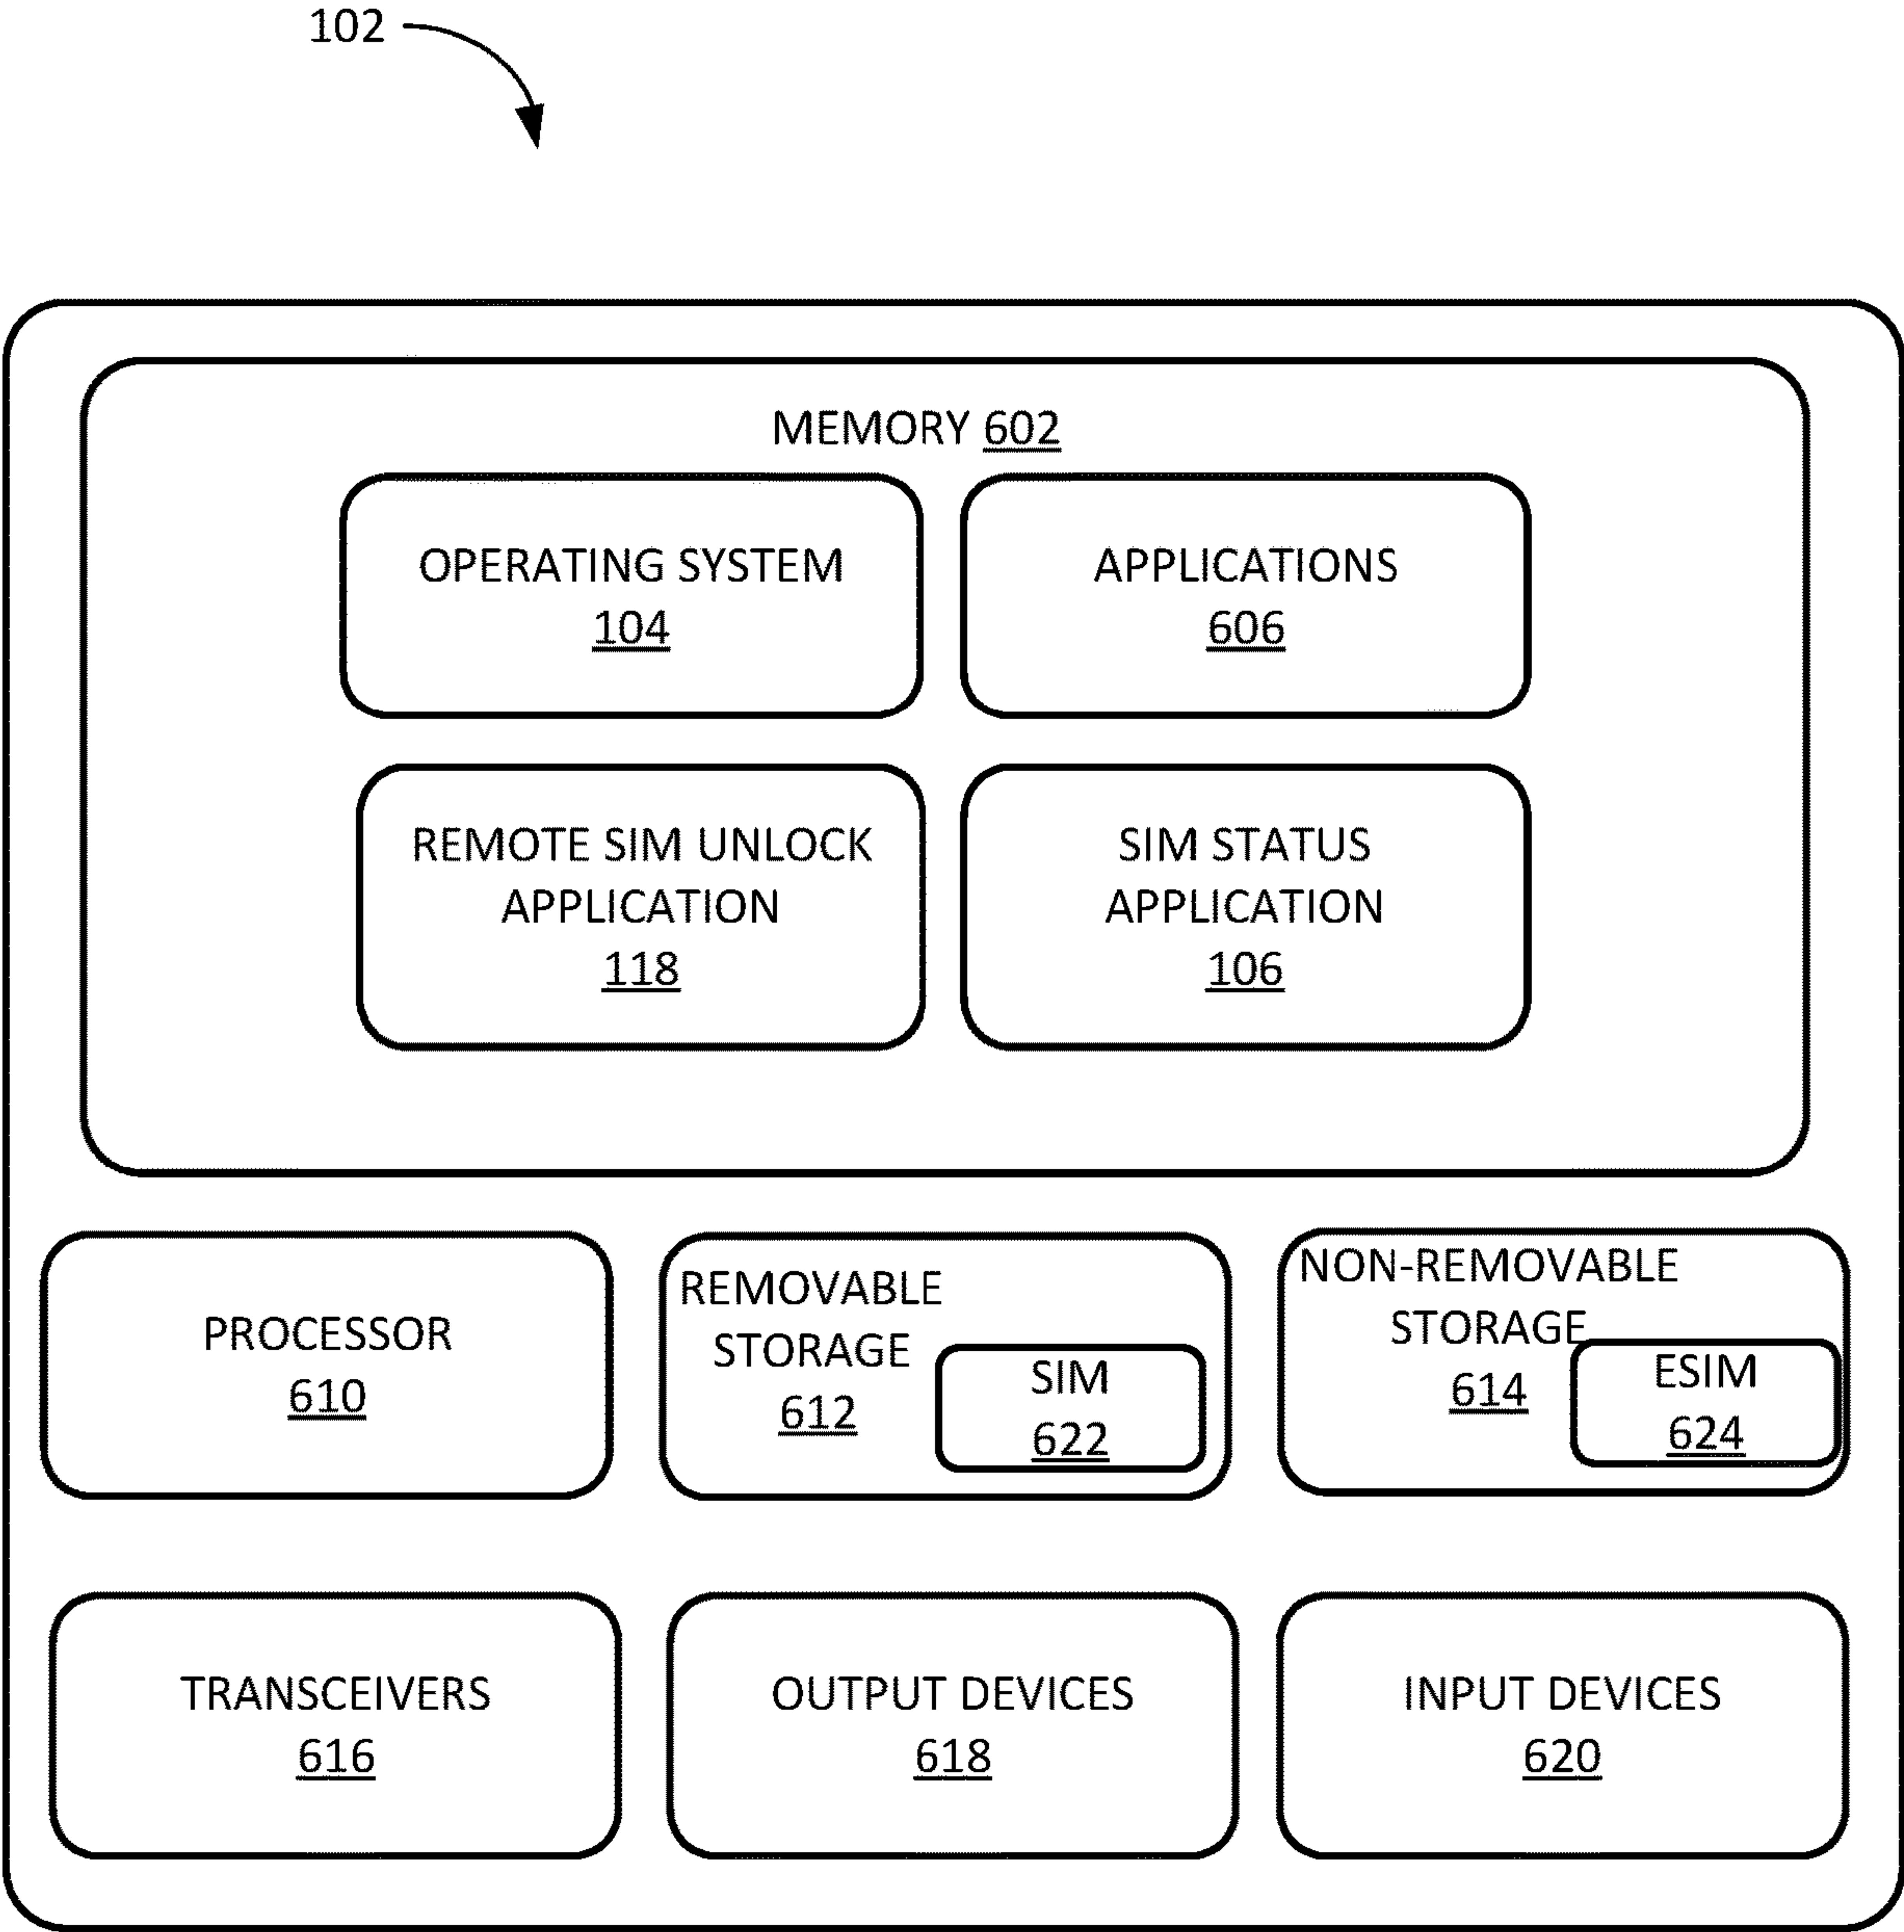 102
MEMORY 602
OPERATING SYSTEM
104
APPLICATIONS
606
REMOTE SIM UNLOCK
APPLICATION
118
SIM STATUS
APPLICATION
106
PROCESSOR
610
REMOVABLE
STORAGE
612
SIM
622
NON-REMOVABLE
STORAGE
614
ESIM
624
TRANSCEIVERS
616
OUTPUT DEVICES
618
INPUT DEVICES
620